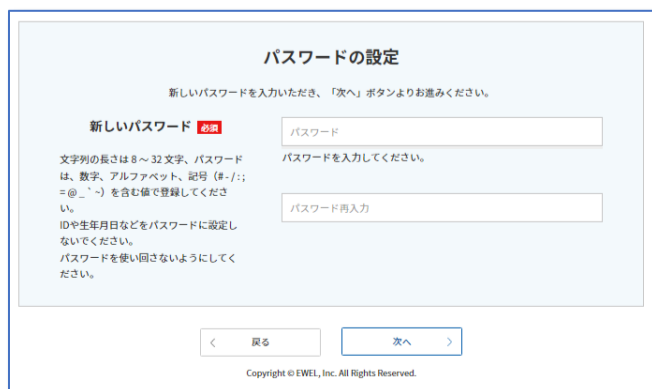 パスワードの設定
新しいパスワードを入力いただき、「次へ」ボタンよりお進みください。
新しいパスワード 必須
パスワード
文字列の長さは 8 ~ 32 文字、パスワード
は、数字、アルファベット、記号（# - / : ;
= @ _ ` ~）を含む値で登録してくださ
い。
IDや生年月日などをパスワードに設定し
ないでください。
パスワードを使い回さないようにしてく
ださい。
パスワードを入力してください。
パスワード再入力
戻る
次へ
Copyright © EWEL, Inc. All Rights Reserved.